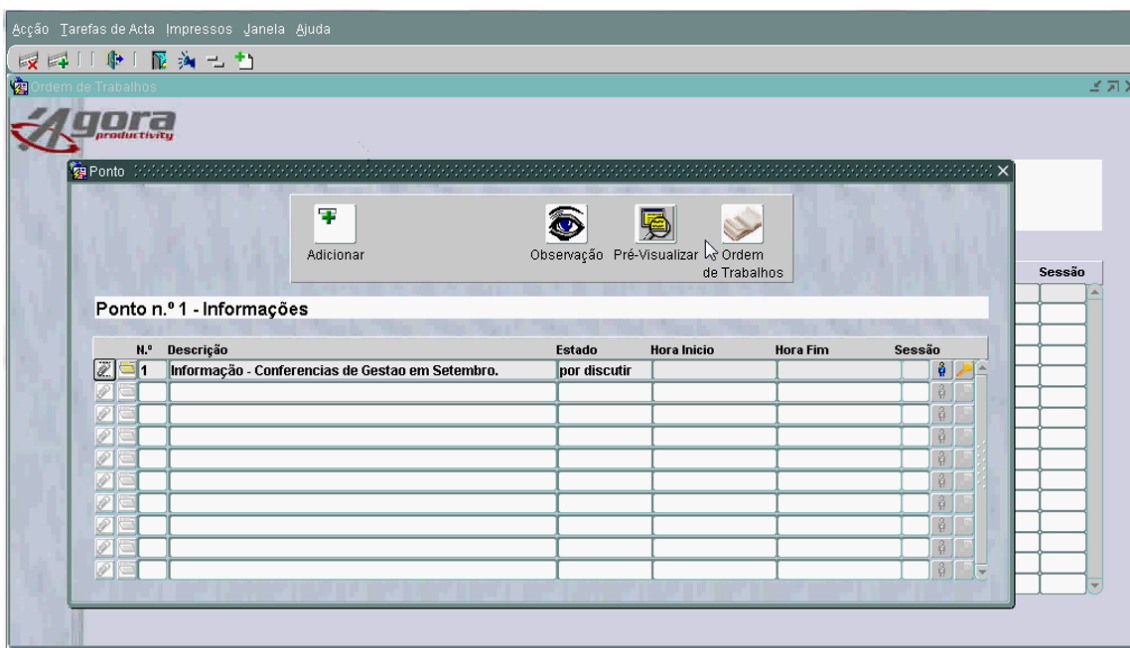 Acção Tarefas de Acta Impressos Janela Ajuda
Ordem de Trabalhos
Agora
productivity
Ponto
Adicionar
Observação
Pré-Visualizar
Ordem
de Trabalhos
Sessão
Ponto n.º 1 - Informações
N.º Descrição Estado Hora Inicio Hora Fim Sessão
1 Informação - Conferencias de Gestao em Setembro. por discutir